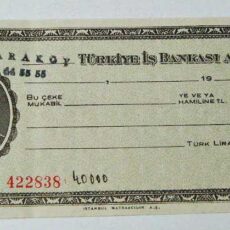 ARAKÖY TÜRKİYE İŞ BANKASI A
44 55 55
, 19
BU ÇEKE YE VE YA
MUKABİL HAMİLİNE TL.
TÜRK LİRA
422838 40000
İSTANBUL MATBAACILIK A.Ş.